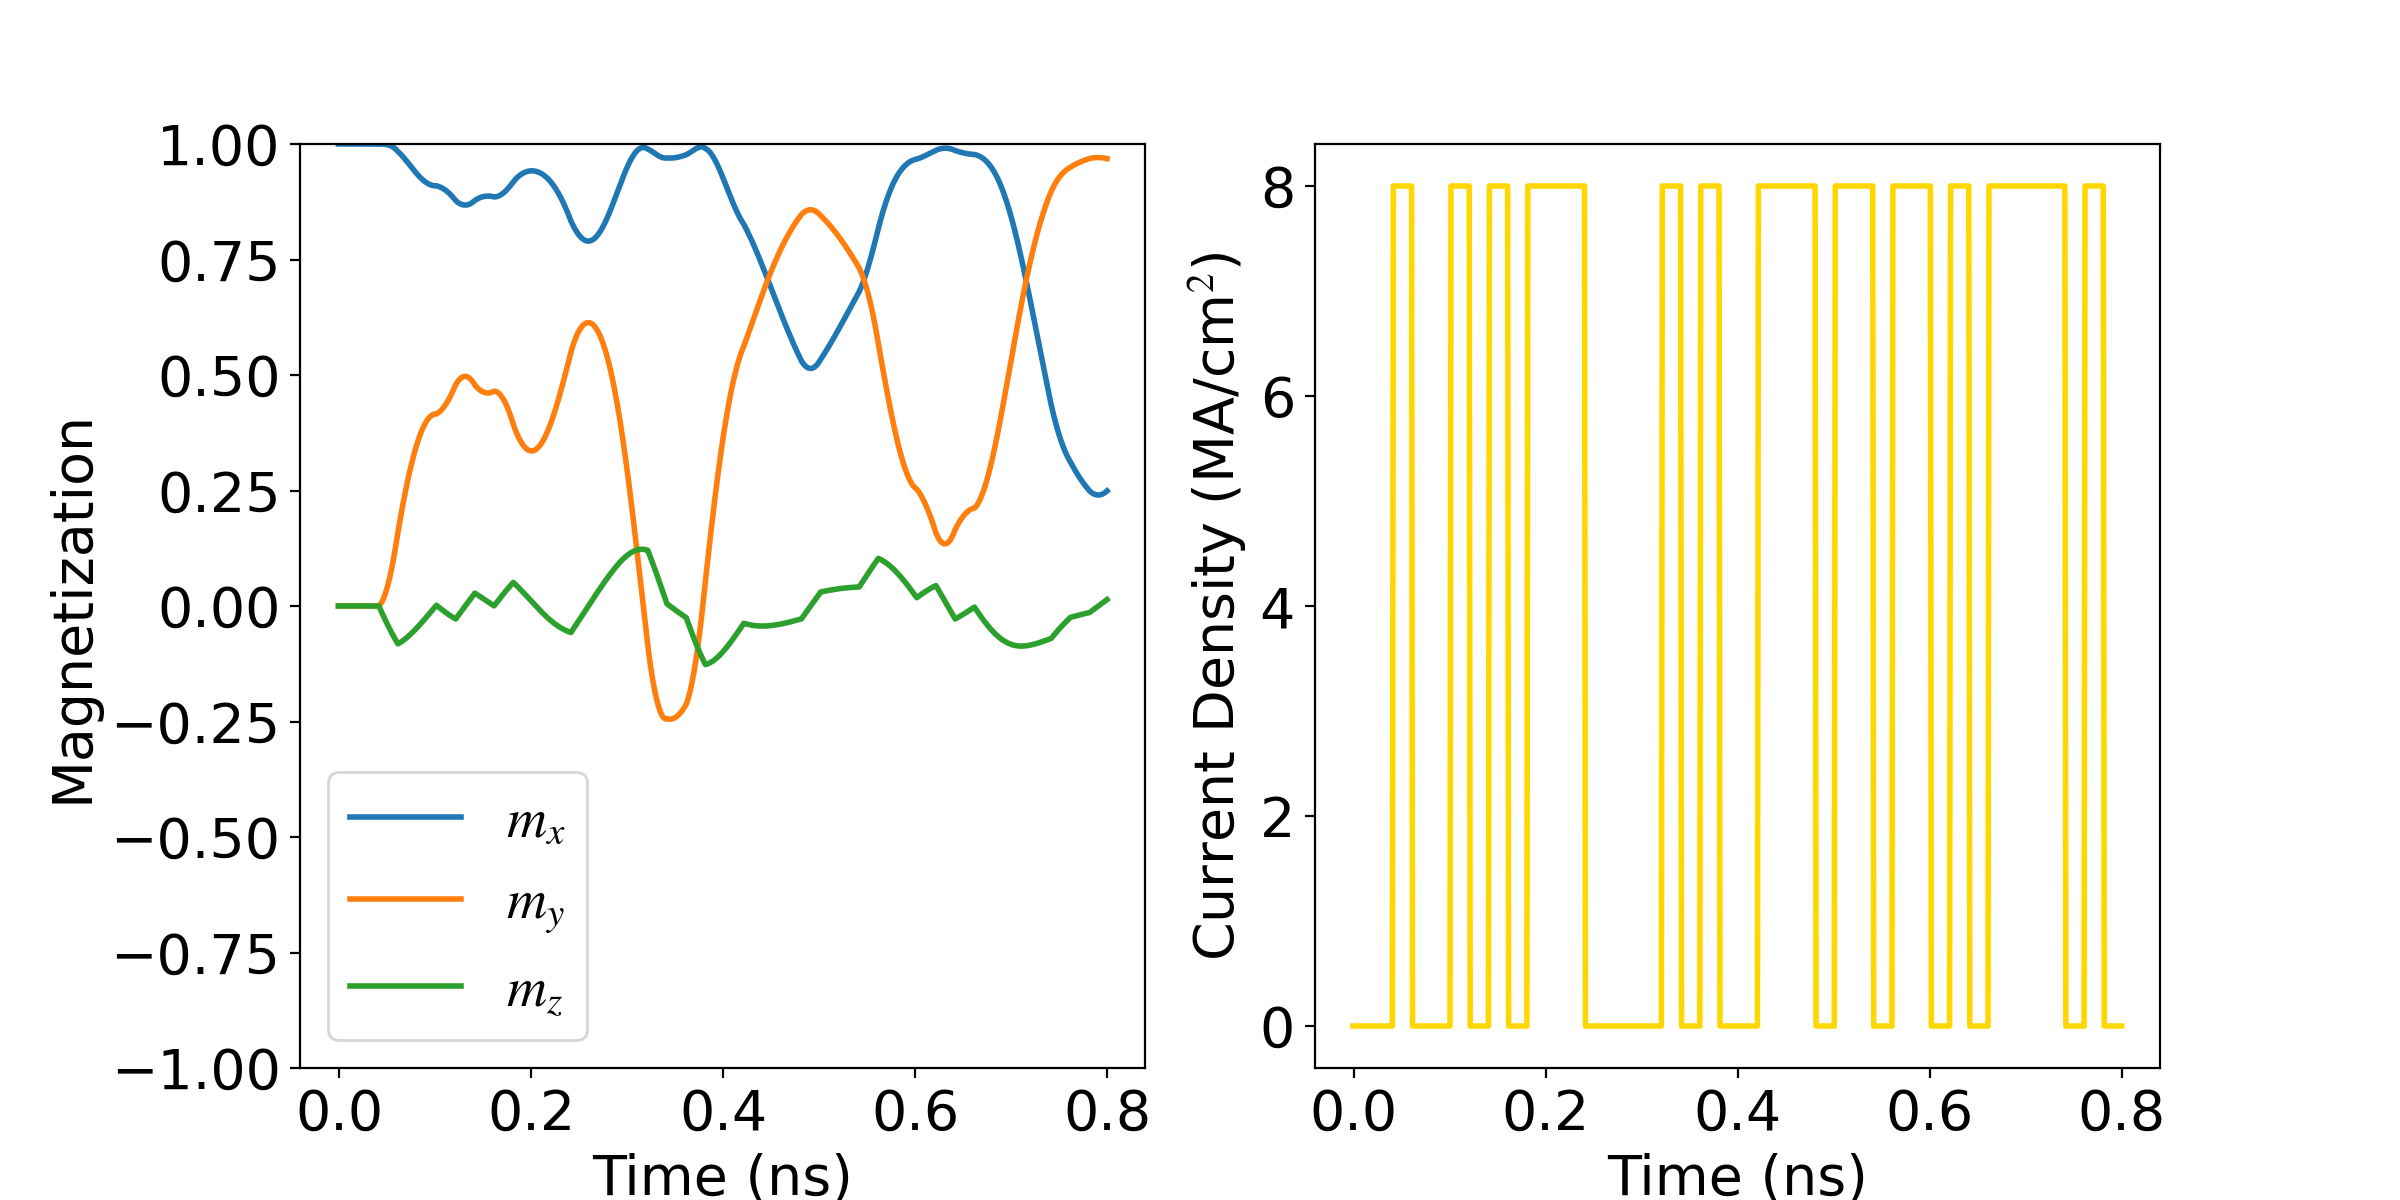 Magnetization
1.00
0.75
0.50
0.25
0.00
−0.25
−0.50
−0.75
−1.00
m_x
m_y
m_z
0.0 0.2 0.4 0.6 0.8
Time (ns)
Current Density (MA/cm²)
8
6
4
2
0
0.0 0.2 0.4 0.6 0.8
Time (ns)